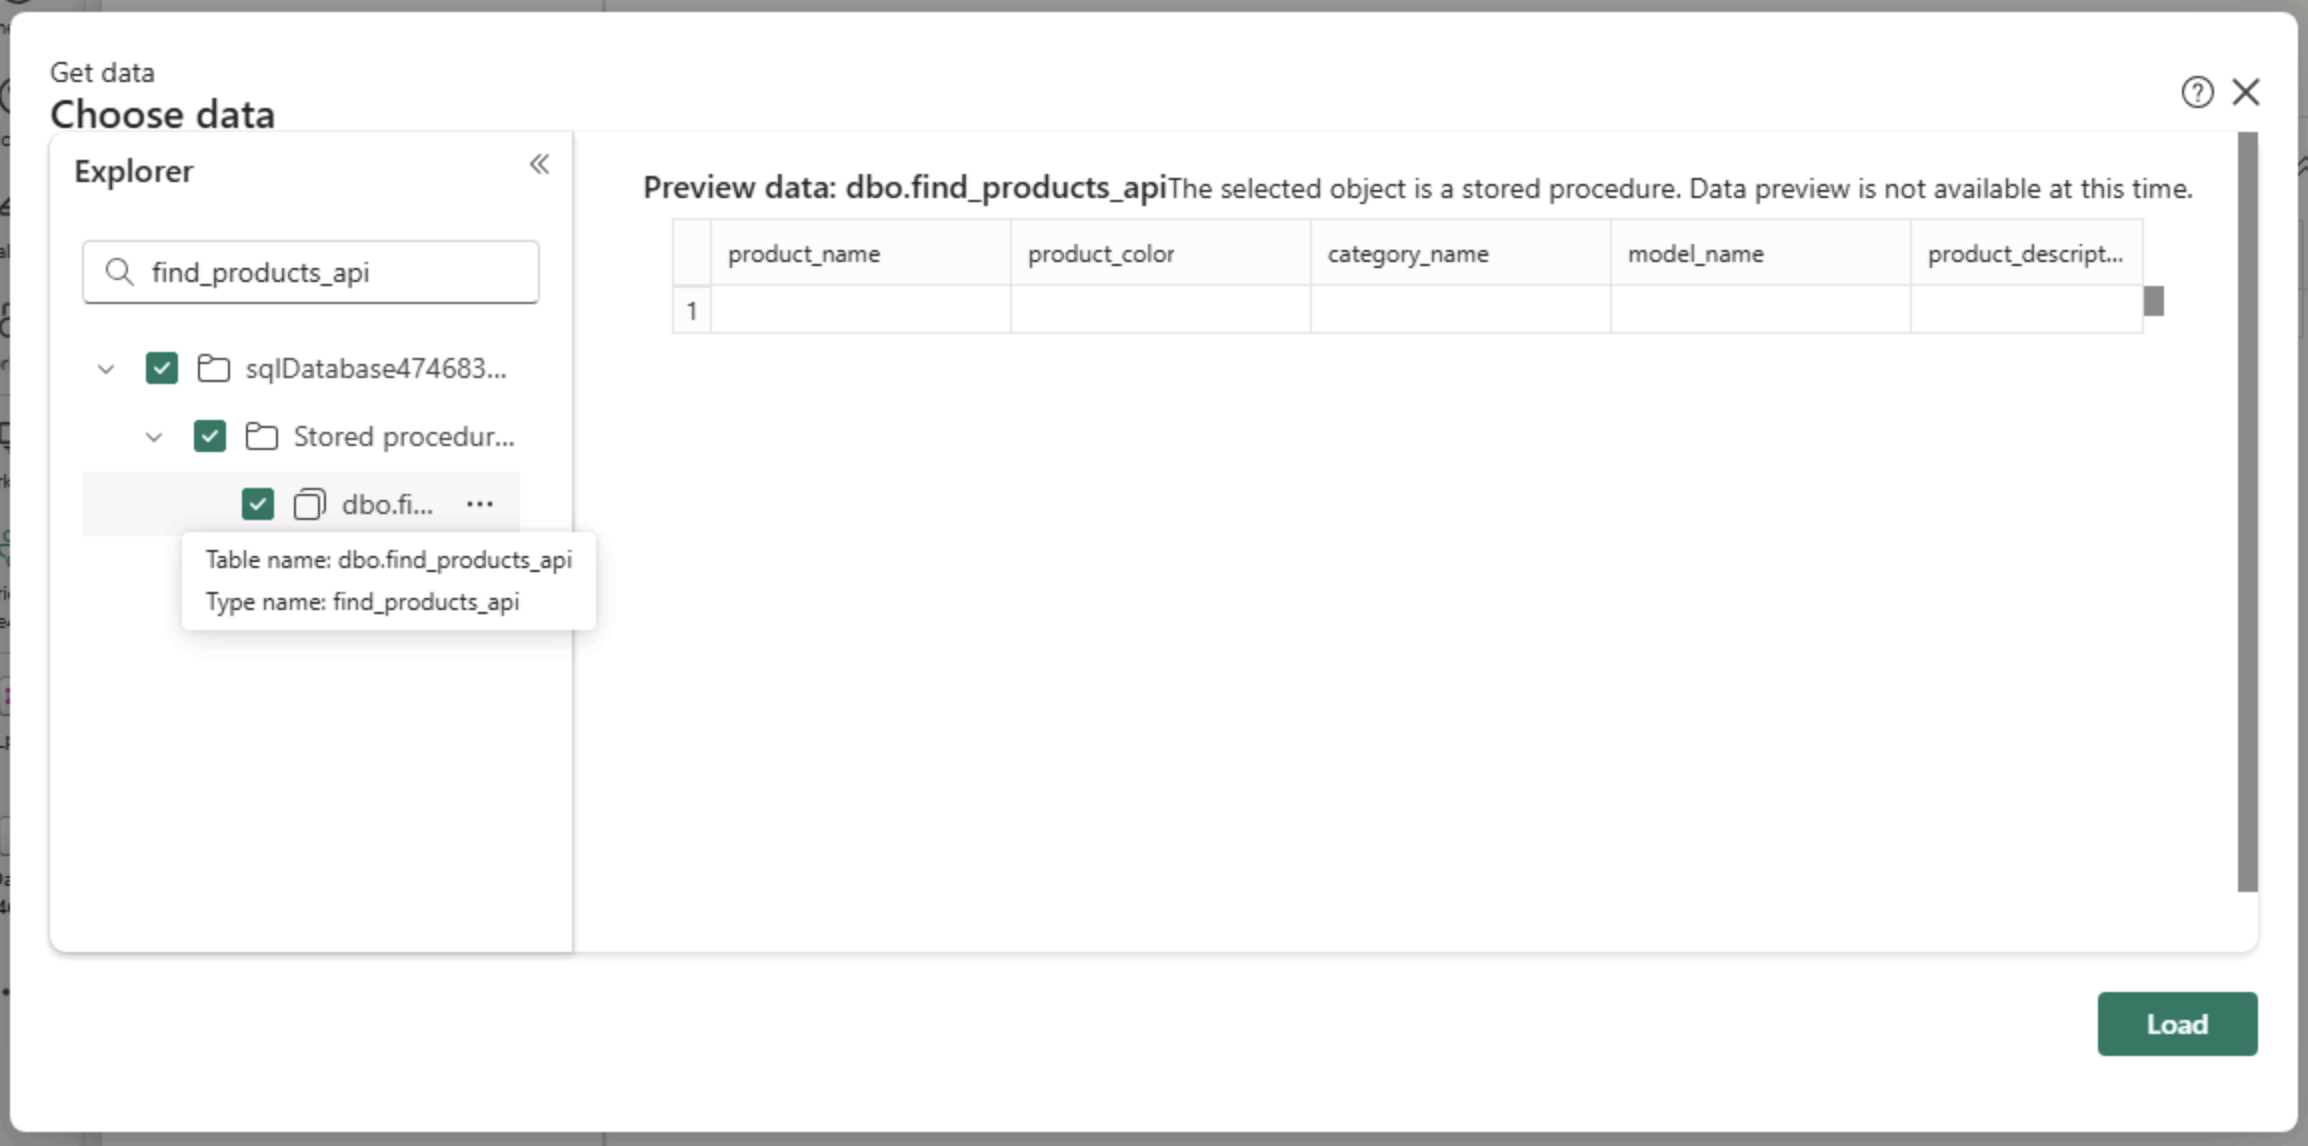 Get data
Choose data
Explorer
find_products_api
sqlDatabase474683...
Stored procedur...
dbo.fi...
Table name: dbo.find_products_api
Type name: find_products_api
Preview data: dbo.find_products_apiThe selected object is a stored procedure. Data preview is not available at this time.
product_name product_color category_name model_name product_descript...
1
Load